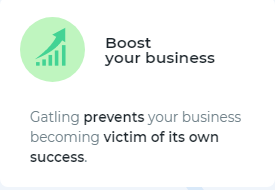 Boost
your business
Gatling prevents your business
becoming victim of its own
success.